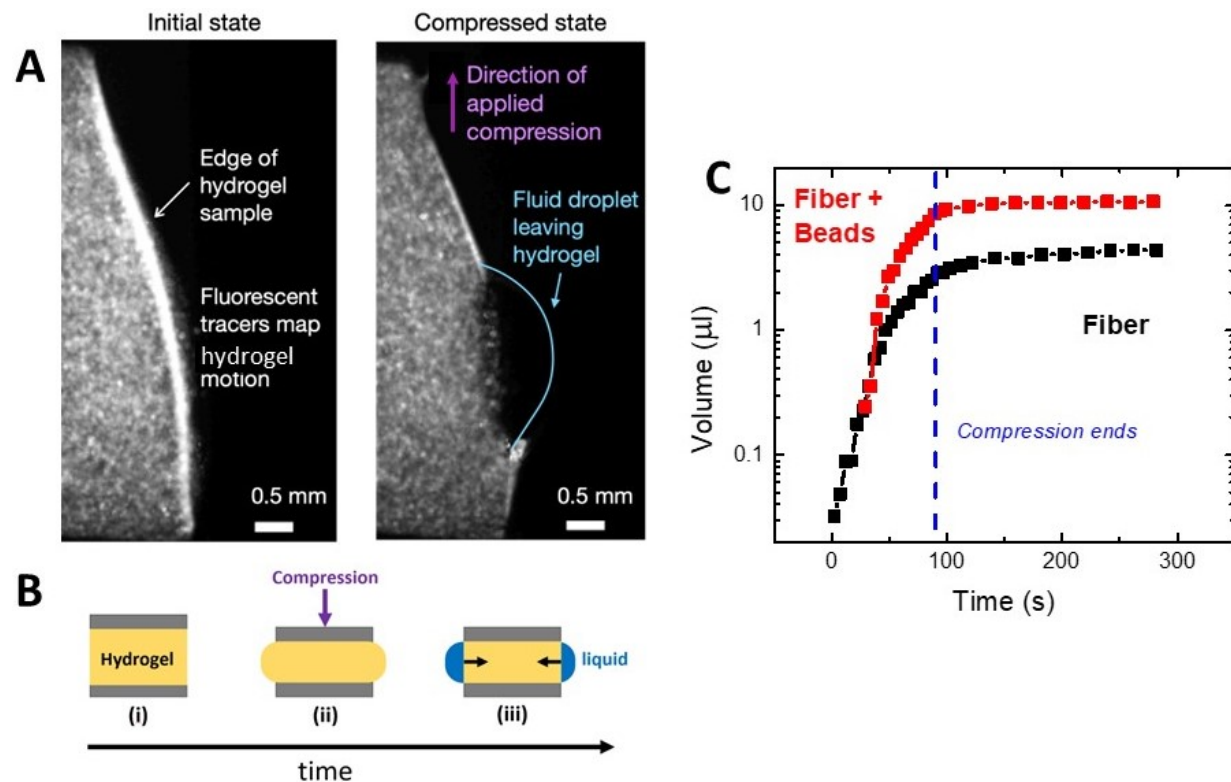 Initial state
Compressed state
A
Edge of
hydrogel
sample
Fluorescent
tracers map
hydrogel
motion
0.5 mm
Direction of
applied
compression
Fluid droplet
leaving
hydrogel
0.5 mm
B
Compression
Hydrogel
liquid
(i)
(ii)
(iii)
time
C
Fiber +
Beads
Fiber
Compression ends
Volume (µl)
10
1
0.1
0
100
200
300
Time (s)